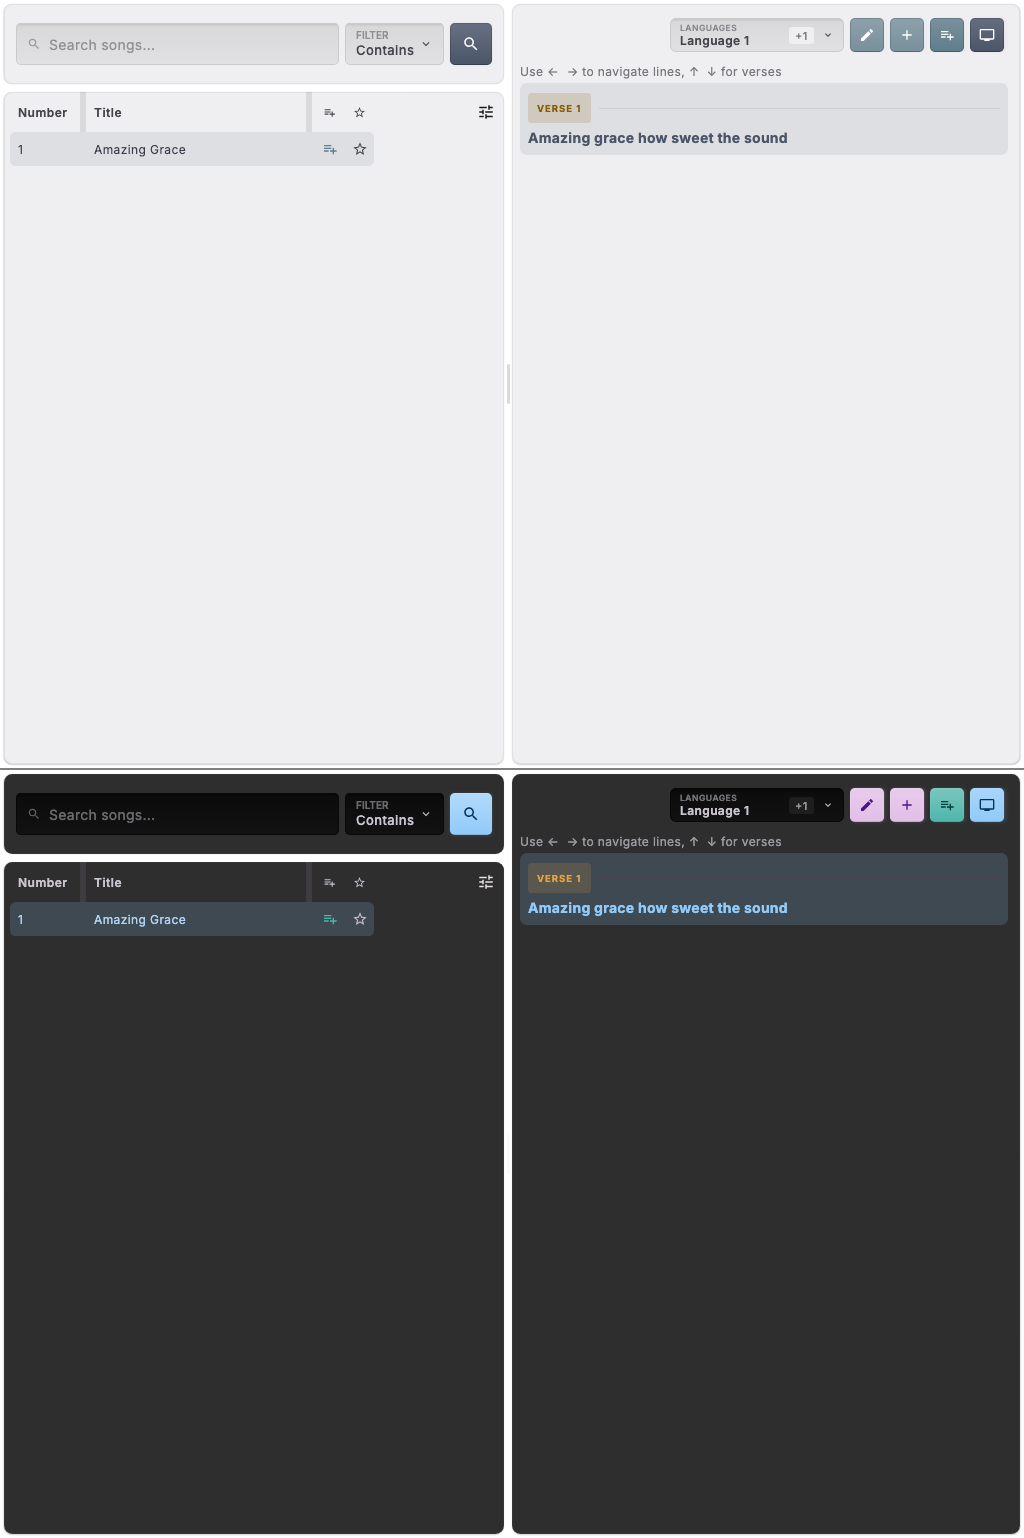 Search songs...
FILTER
Contains
Number Title
1 Amazing Grace
LANGUAGES
Language 1 +1
Use ← → to navigate lines, ↑ ↓ for verses
VERSE 1
Amazing grace how sweet the sound
Search songs...
FILTER
Contains
Number Title
1 Amazing Grace
LANGUAGES
Language 1 +1
Use ← → to navigate lines, ↑ ↓ for verses
VERSE 1
Amazing grace how sweet the sound